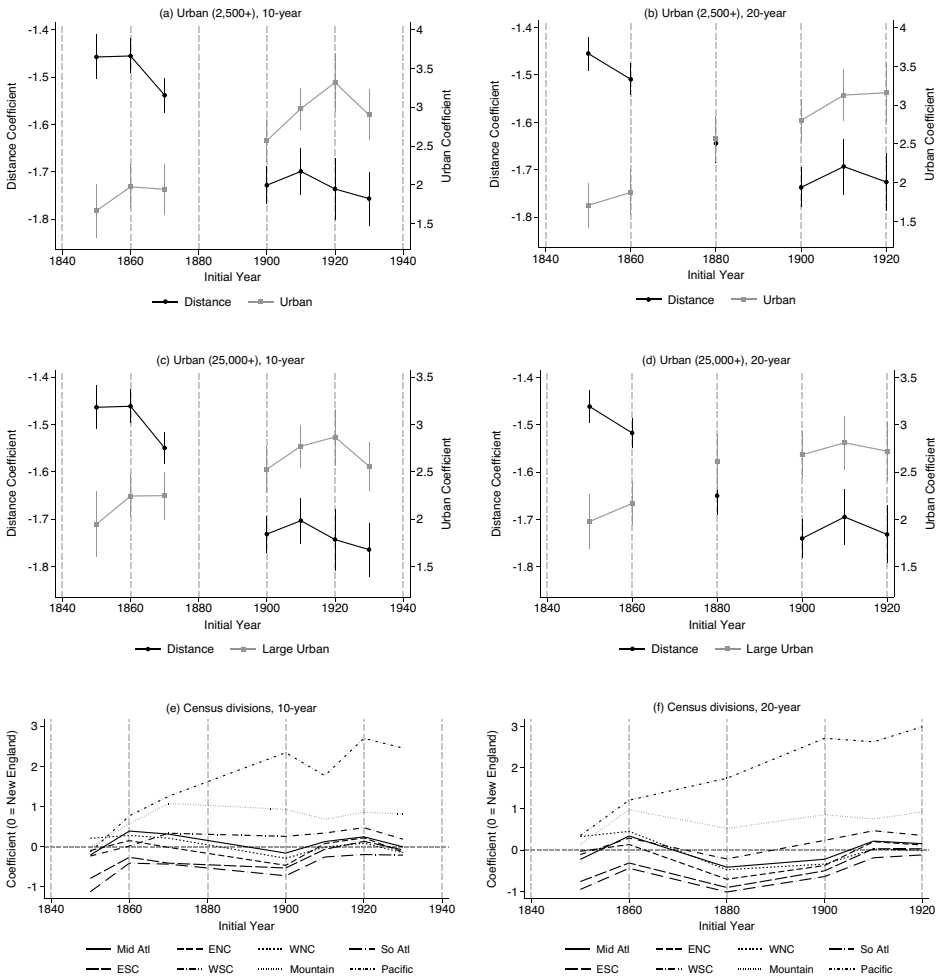 (a) Urban (2,500+), 10-year
-1.4
-1.5
-1.6
-1.7
-1.8
Distance Coefficient
4
3.5
3
2.5
2
1.5
Urban Coefficient
1840 1860 1880 1900 1920 1940
Initial Year
Distance Urban
(b) Urban (2,500+), 20-year
-1.4
-1.5
-1.6
-1.7
-1.8
Distance Coefficient
4
3.5
3
2.5
2
1.5
Urban Coefficient
1840 1860 1880 1900 1920
Initial Year
Distance Urban
(c) Urban (25,000+), 10-year
-1.4
-1.5
-1.6
-1.7
-1.8
Distance Coefficient
3.5
3
2.5
2
1.5
Urban Coefficient
1840 1860 1880 1900 1920 1940
Initial Year
Distance Large Urban
(d) Urban (25,000+), 20-year
-1.4
-1.5
-1.6
-1.7
-1.8
Distance Coefficient
3.5
3
2.5
2
1.5
Urban Coefficient
1840 1860 1880 1900 1920
Initial Year
Distance Large Urban
(e) Census divisions, 10-year
3
2
1
0
-1
Coefficient (0 = New England)
1840 1860 1880 1900 1920 1940
Initial Year
Mid Atl ENC WNC So Atl
ESC WSC Mountain Pacific
(f) Census divisions, 20-year
3
2
1
0
-1
Coefficient (0 = New England)
1840 1860 1880 1900 1920
Initial Year
Mid Atl ENC WNC So Atl
ESC WSC Mountain Pacific